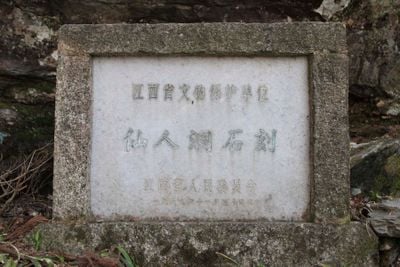 江西省文物保护单位
仙人洞石刻
江西省人民委员会